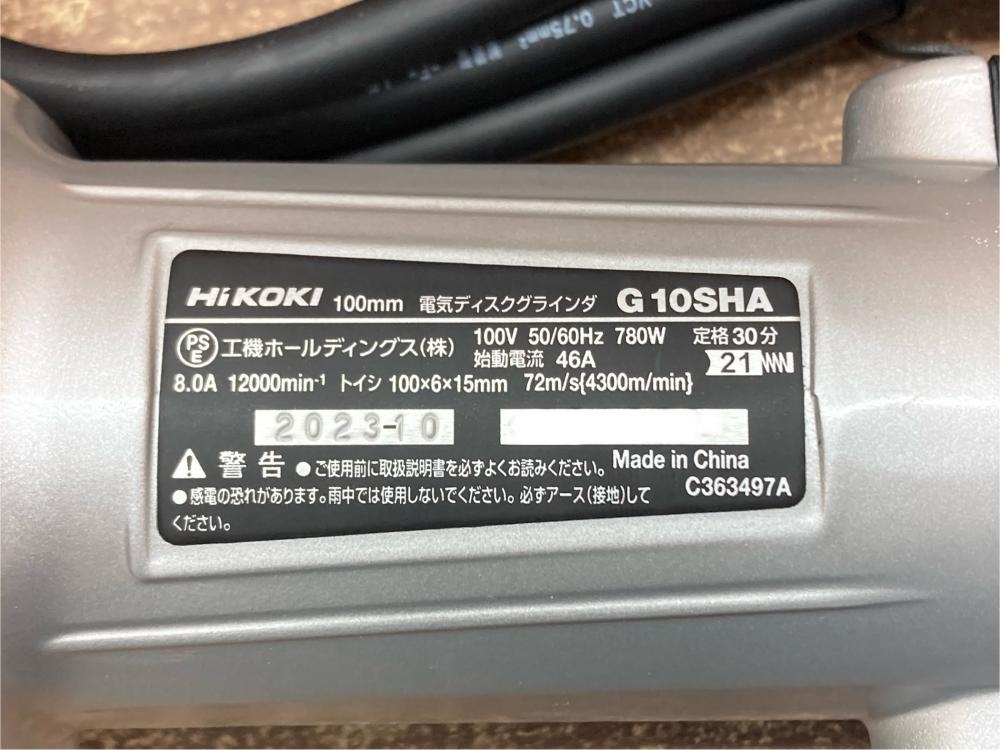 VCT 0.75mm²
HiKOKI 100mm 電気ディスクグラインダ G 10SHA
PSE 工機ホールディングス(株) 100V 50/60Hz 780W 定格30分
始動電流 46A 21
8.0A 12000min⁻¹ トイシ 100×6×15mm 72m/s{4300m/min}
2023-10
警告 ●ご使用前に取扱説明書を必ずよくお読みください。 Made in China
●感電の恐れがあります。雨中では使用しないでください。必ずアース(接地)して C363497A
ください。